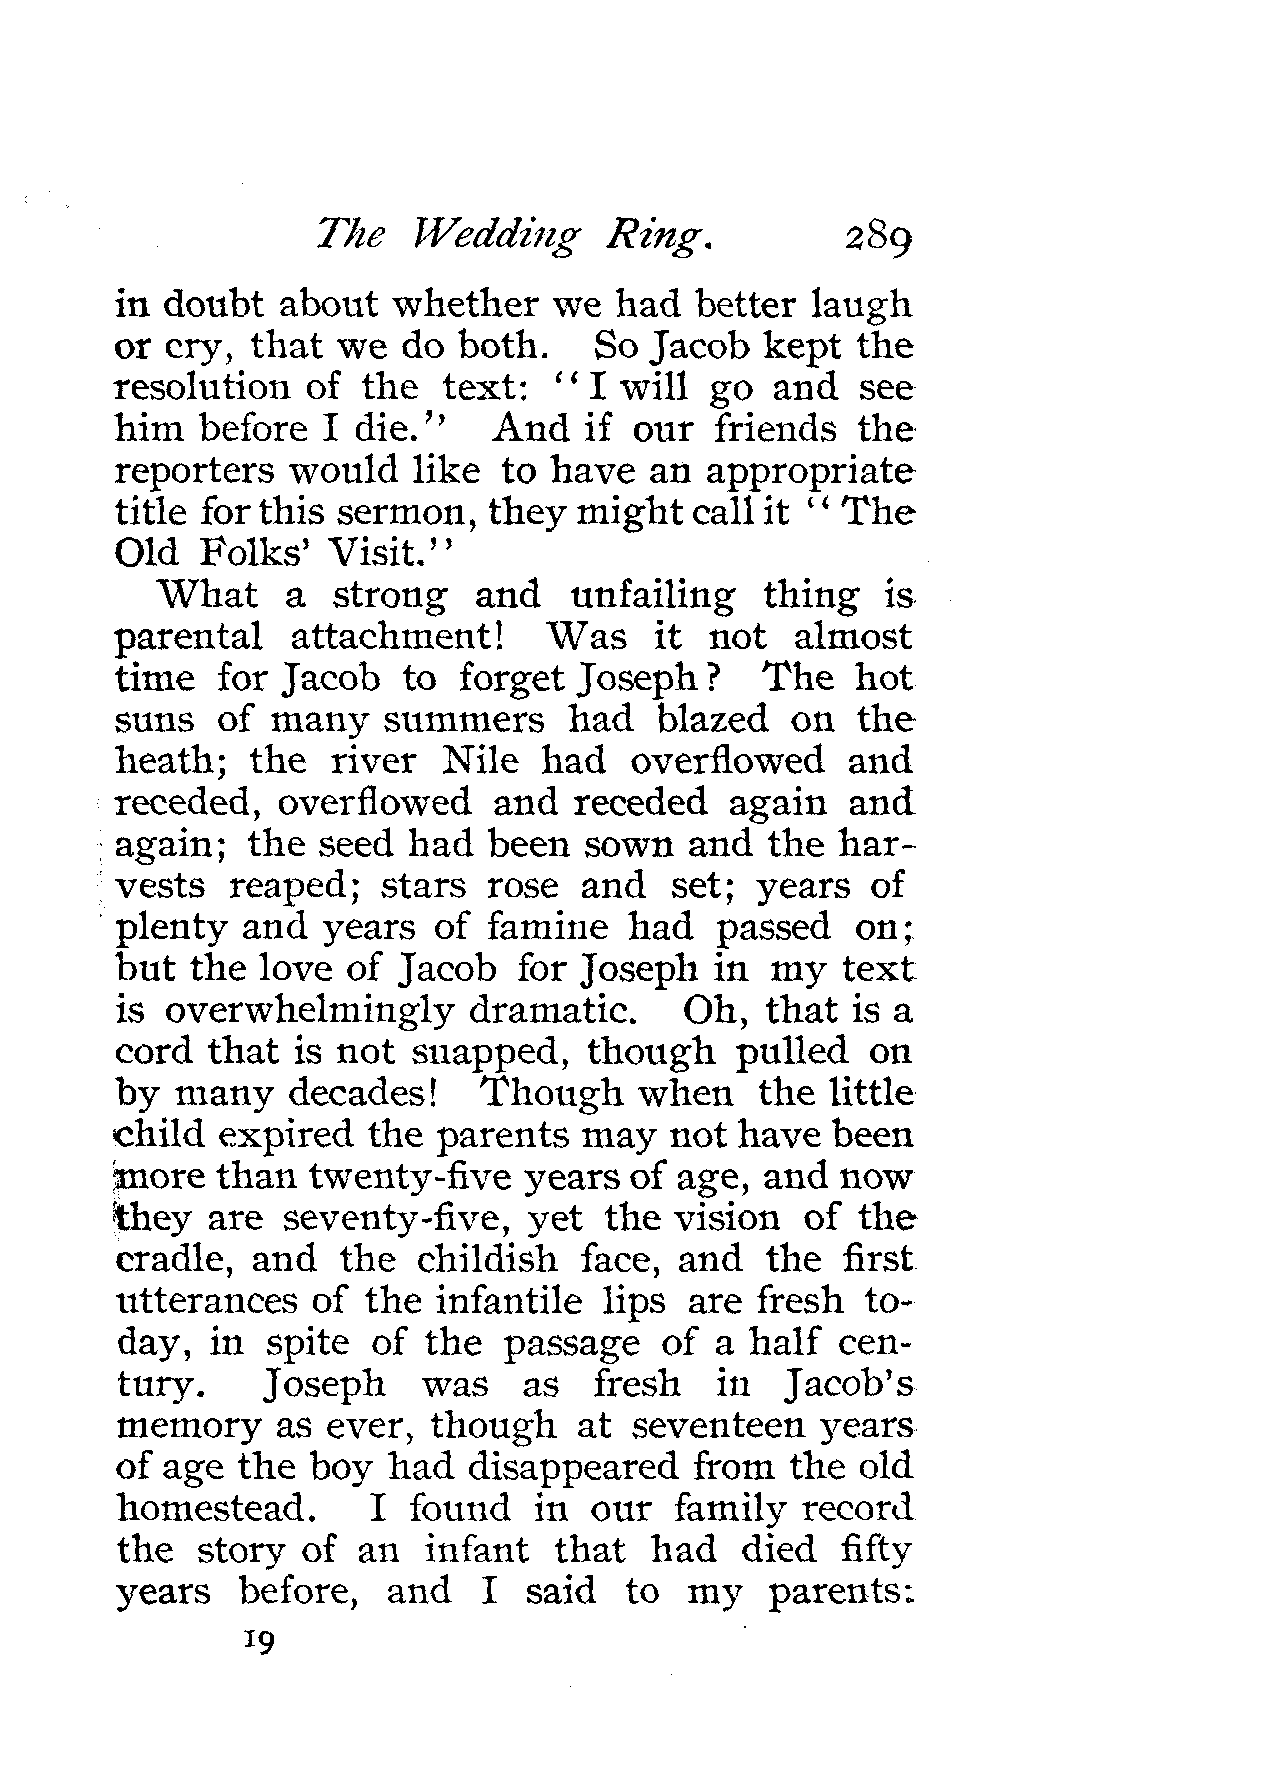 The Wedding Ring. 289
in doubt about whether we had better laugh
or cry, that we do both. So Jacob kept the
resolution of the text: "I will go and see
him before I die." And if our friends the
reporters would like to have an appropriate
title for this sermon, they might call it "The
Old Folks' Visit."
What a strong and unfailing thing is
parental attachment! Was it not almost
time for Jacob to forget Joseph? The hot
suns of many summers had blazed on the
heath; the river Nile had overflowed and
receded, overflowed and receded again and
again; the seed had been sown and the har-
vests reaped; stars rose and set; years of
plenty and years of famine had passed on;
but the love of Jacob for Joseph in my text
is overwhelmingly dramatic. Oh, that is a
cord that is not snapped, though pulled on
by many decades! Though when the little
child expired the parents may not have been
more than twenty-five years of age, and now
they are seventy-five, yet the vision of the
cradle, and the childish face, and the first
utterances of the infantile lips are fresh to-
day, in spite of the passage of a half cen-
tury. Joseph was as fresh in Jacob's
memory as ever, though at seventeen years
of age the boy had disappeared from the old
homestead. I found in our family record
the story of an infant that had died fifty
years before, and I said to my parents:
19